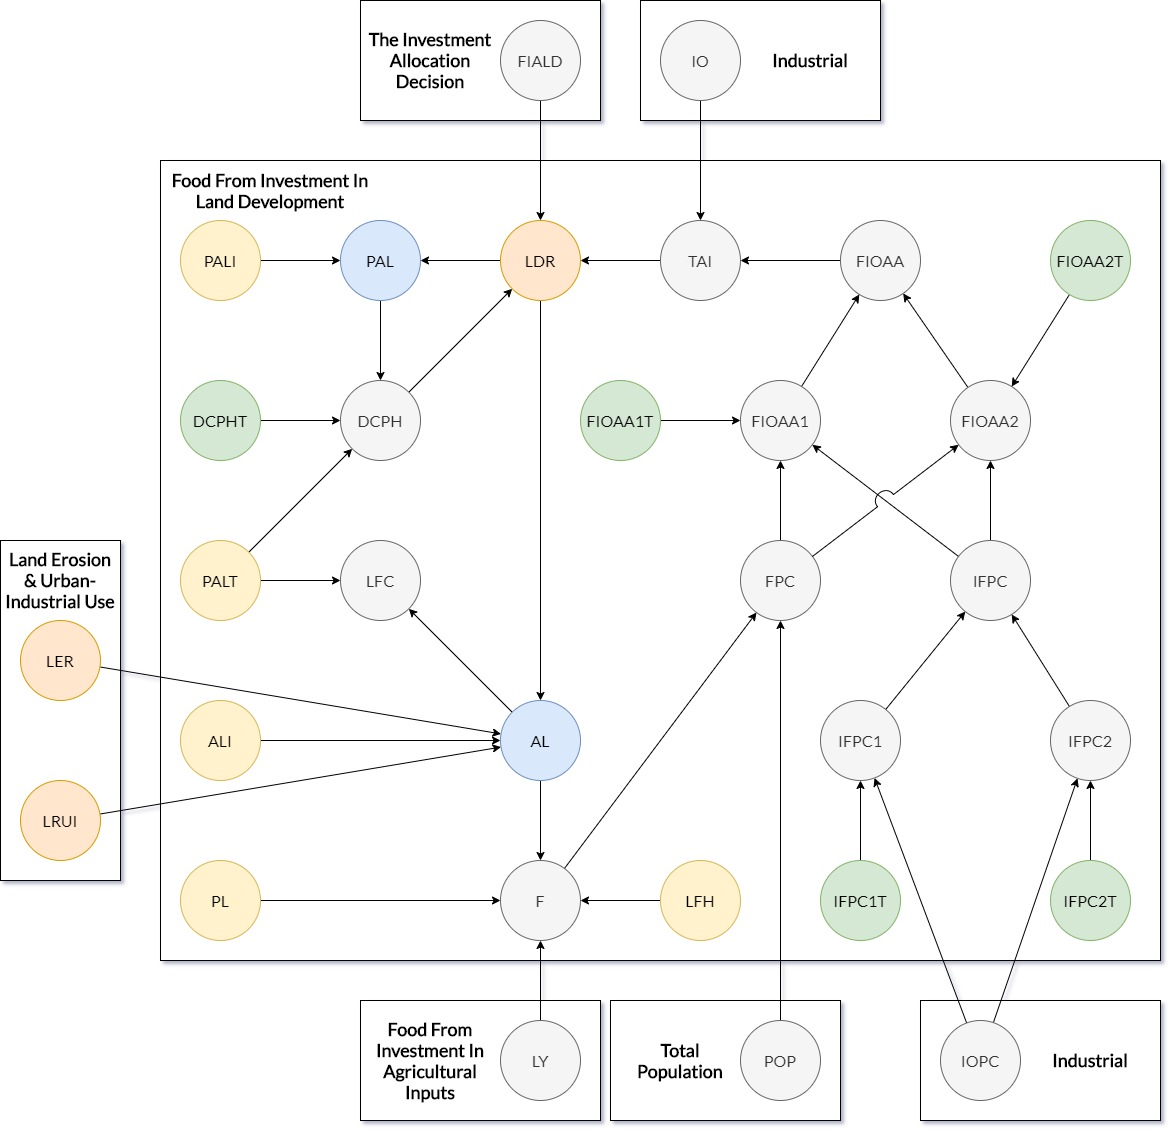 The Investment
Allocation
Decision
FIALD
IO
Industrial
Food From Investment In
Land Development
PALI
PAL
LDR
TAI
FIOAA
FIOAA2T
DCPHT
DCPH
FIOAA1T
FIOAA1
FIOAA2
Land Erosion
& Urban-
Industrial Use
PALT
LFC
FPC
IFPC
LER
ALI
AL
IFPC1
IFPC2
LRUI
PL
F
LFH
IFPC1T
IFPC2T
Food From
Investment In
Agricultural
Inputs
LY
Total
Population
POP
IOPC
Industrial